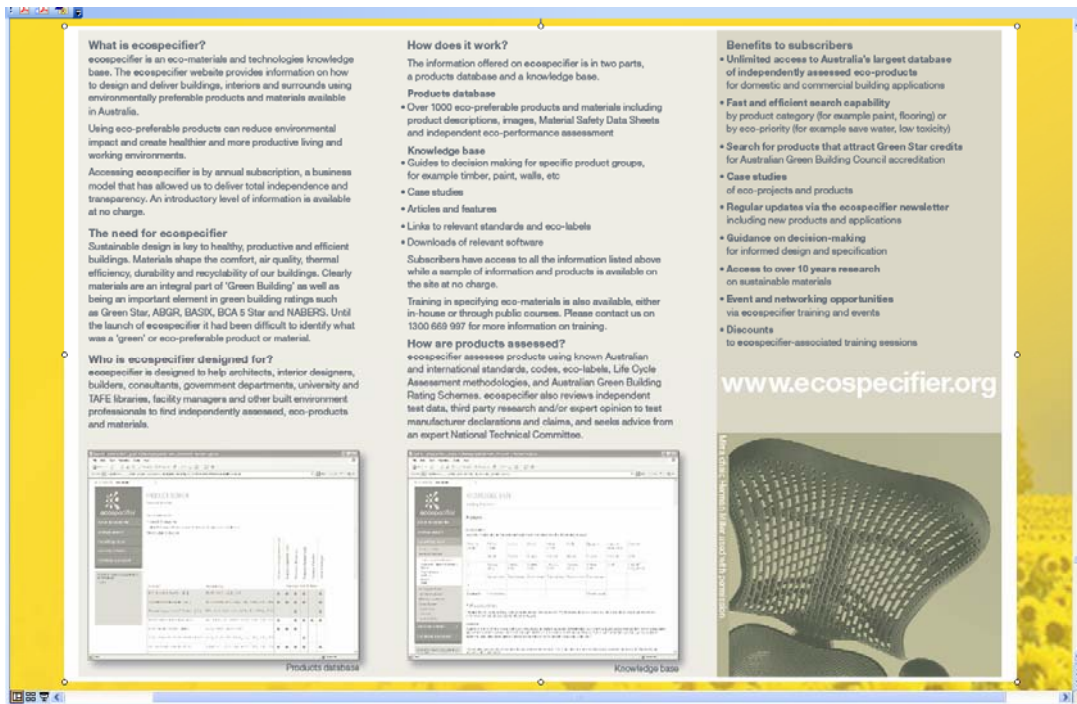 What is ecospecifier?
ecospecifier is an eco-materials and technologies knowledge
base. The ecospecifier website provides information on how
to design and deliver buildings, interiors and surrounds using
environmentally preferable products and materials available
in Australia.
Using eco-preferable products can reduce environmental
impact and create healthier and more productive living and
working environments.
Accessing ecospecifier is by annual subscription, a business
model that has allowed us to deliver total independence and
transparency. An introductory level of information is available
at no charge.
The need for ecospecifier
Sustainable design is key to healthy, productive and efficient
buildings. Materials shape the comfort, air quality, thermal
efficiency, durability and recyclability of our buildings. Clearly
materials are an integral part of 'Green Building' as well as
being an important element in green building ratings such
as Green Star, ABGR, BASIX, BCA 5 Star and NABERS. Until
the launch of ecospecifier it had been difficult to identify what
was a 'green' or eco-preferable product or material.
Who is ecospecifier designed for?
ecospecifier is designed to help architects, interior designers,
builders, consultants, government departments, university and
TAFE libraries, facility managers and other built environment
professionals to find independently assessed, eco-products
and materials.
ecospecifier
Products database
How does it work?
The information offered on ecospecifier is in two parts,
a products database and a knowledge base.
Products database
• Over 1000 eco-preferable products and materials including
product descriptions, images, Material Safety Data Sheets
and independent eco-performance assessment
Knowledge base
• Guides to decision making for specific product groups,
for example timber, paint, walls, etc
• Case studies
• Articles and features
• Links to relevant standards and eco-labels
• Downloads of relevant software
Subscribers have access to all the information listed above
while a sample of information and products is available on
the site at no charge.
Training in specifying eco-materials is also available, either
in-house or through public courses. Please contact us on
1300 669 997 for more information on training.
How are products assessed?
ecospecifier assesses products using known Australian
and international standards, codes, eco-labels, Life Cycle
Assessment methodologies, and Australian Green Building
Rating Schemes. ecospecifier also reviews independent
test data, third party research and/or expert opinion to test
manufacturer declarations and claims, and seeks advice from
an expert National Technical Committee.
ecospecifier
Knowledge base
Benefits to subscribers
• Unlimited access to Australia's largest database
of independently assessed eco-products
for domestic and commercial building applications
• Fast and efficient search capability
by product category (for example paint, flooring) or
by eco-priority (for example save water, low toxicity)
• Search for products that attract Green Star credits
for Australian Green Building Council accreditation
• Case studies
of eco-projects and products
• Regular updates via the ecospecifier newsletter
including new products and applications
• Guidance on decision-making
for informed design and specification
• Access to over 10 years research
on sustainable materials
• Event and networking opportunities
via ecospecifier training and events
• Discounts
to ecospecifier-associated training sessions
www.ecospecifier.org
Mirra chair, Herman Miller used with permission